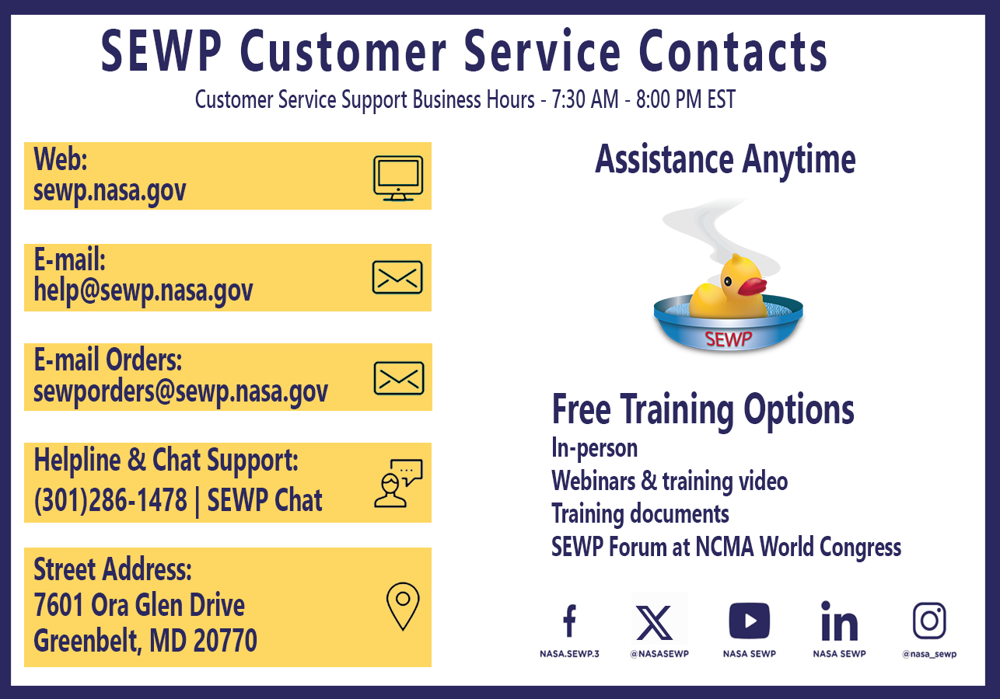 SEWP Customer Service Contacts
Customer Service Support Business Hours - 7:30 AM - 8:00 PM EST
Web:
sewp.nasa.gov
E-mail:
help@sewp.nasa.gov
E-mail Orders:
sewporders@sewp.nasa.gov
Helpline & Chat Support:
(301)286-1478 | SEWP Chat
Street Address:
7601 Ora Glen Drive
Greenbelt, MD 20770
Assistance Anytime
SEWP
Free Training Options
In-person
Webinars & training video
Training documents
SEWP Forum at NCMA World Congress
NASA.SEWP.3
@NASASEWP
NASA SEWP
NASA SEWP
@nasa_sewp